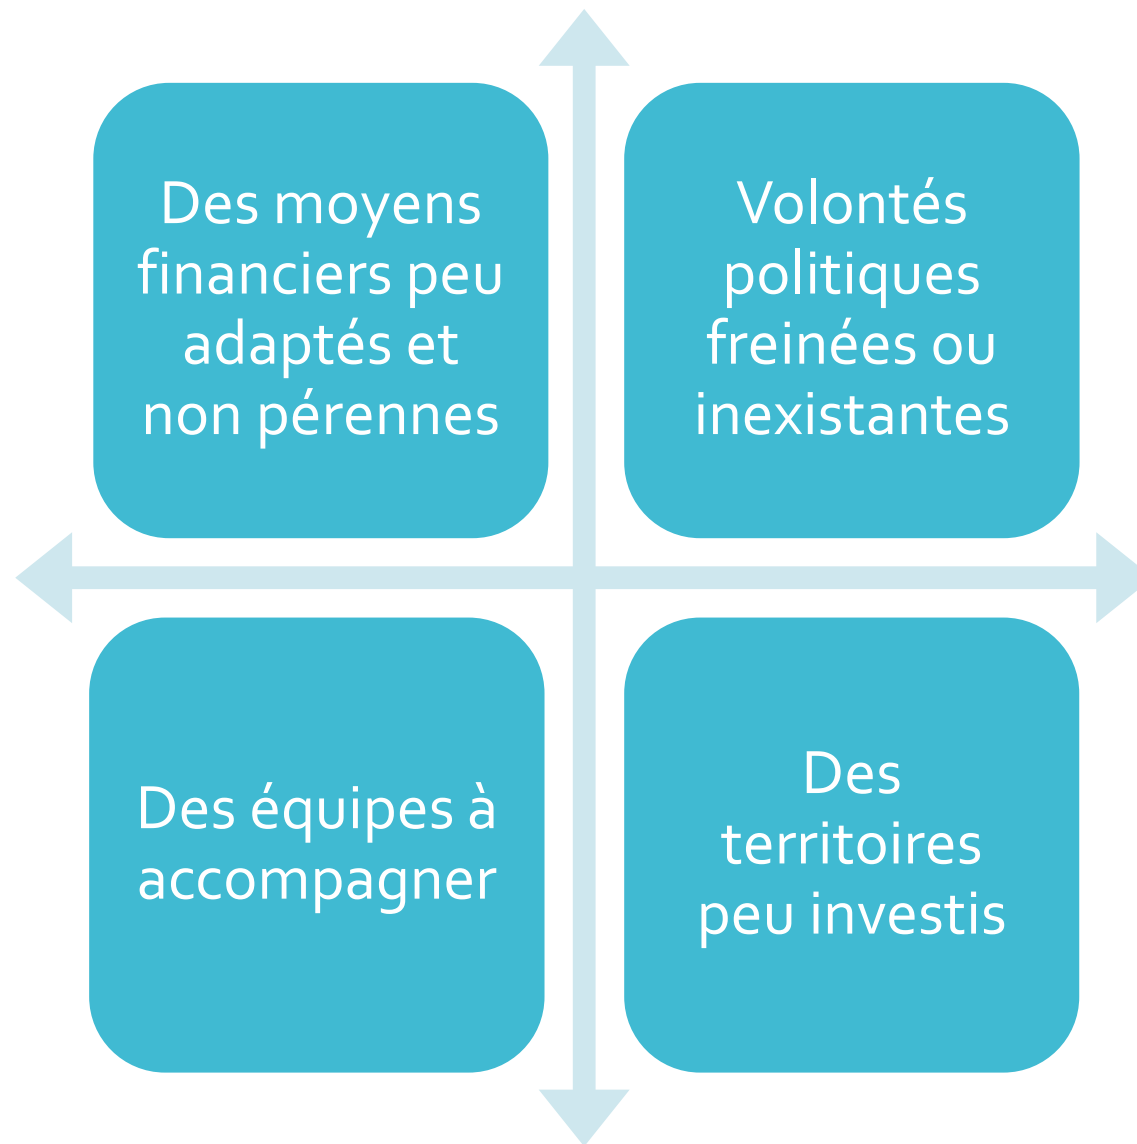 Des moyens
financiers peu
adaptés et
non pérennes
Volontés
politiques
freinées ou
inexistantes
Des équipes à
accompagner
Des
territoires
peu investis